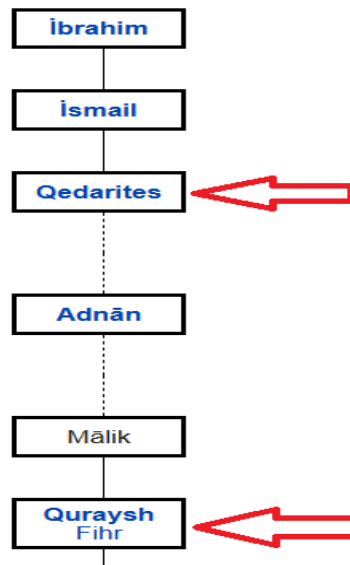 İbrahim
İsmail
Qedarites
Adnān
Mālik
Quraysh
Fihr